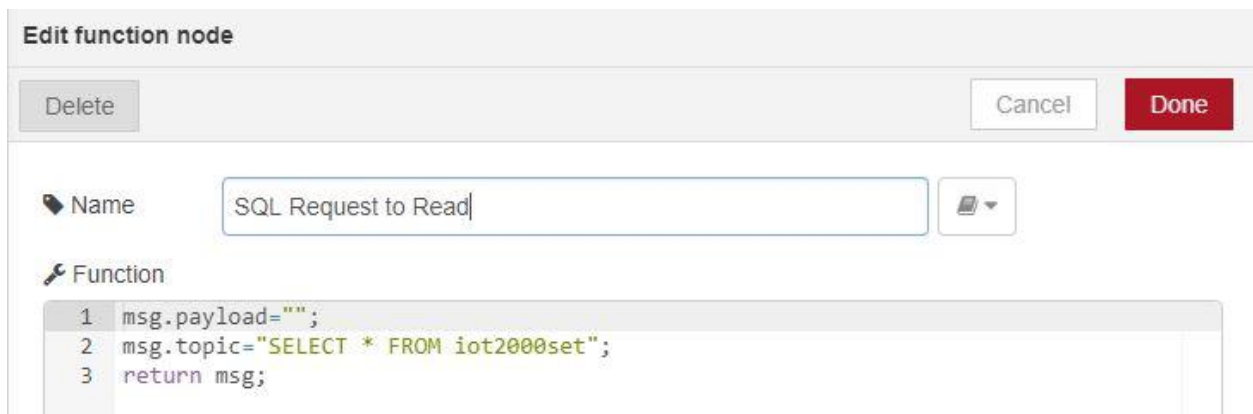 Edit function node
Delete Cancel Done
Name SQL Request to Read
Function
1 msg.payload="";
2 msg.topic="SELECT * FROM iot2000set";
3 return msg;